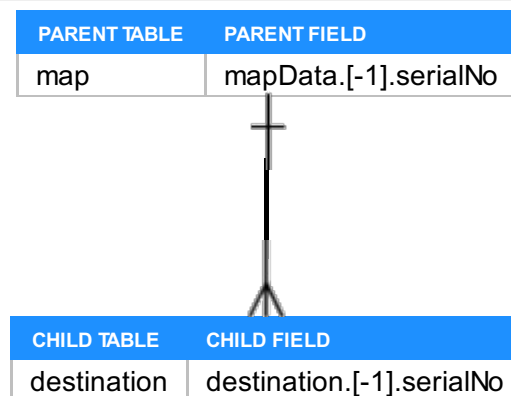 PARENT TABLE PARENT FIELD
map mapData.[-1].serialNo
CHILD TABLE CHILD FIELD
destination destination.[-1].serialNo